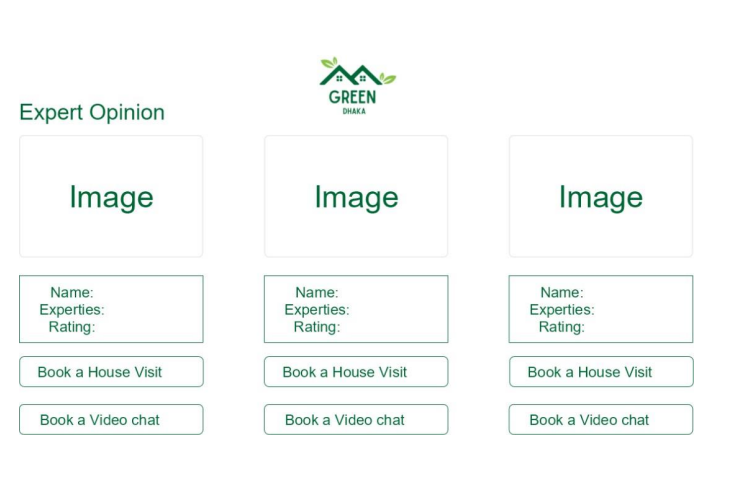 GREEN
DHAKA
Expert Opinion
Image
Image
Image
Name:
Experties:
Rating:
Name:
Experties:
Rating:
Name:
Experties:
Rating:
Book a House Visit
Book a House Visit
Book a House Visit
Book a Video chat
Book a Video chat
Book a Video chat